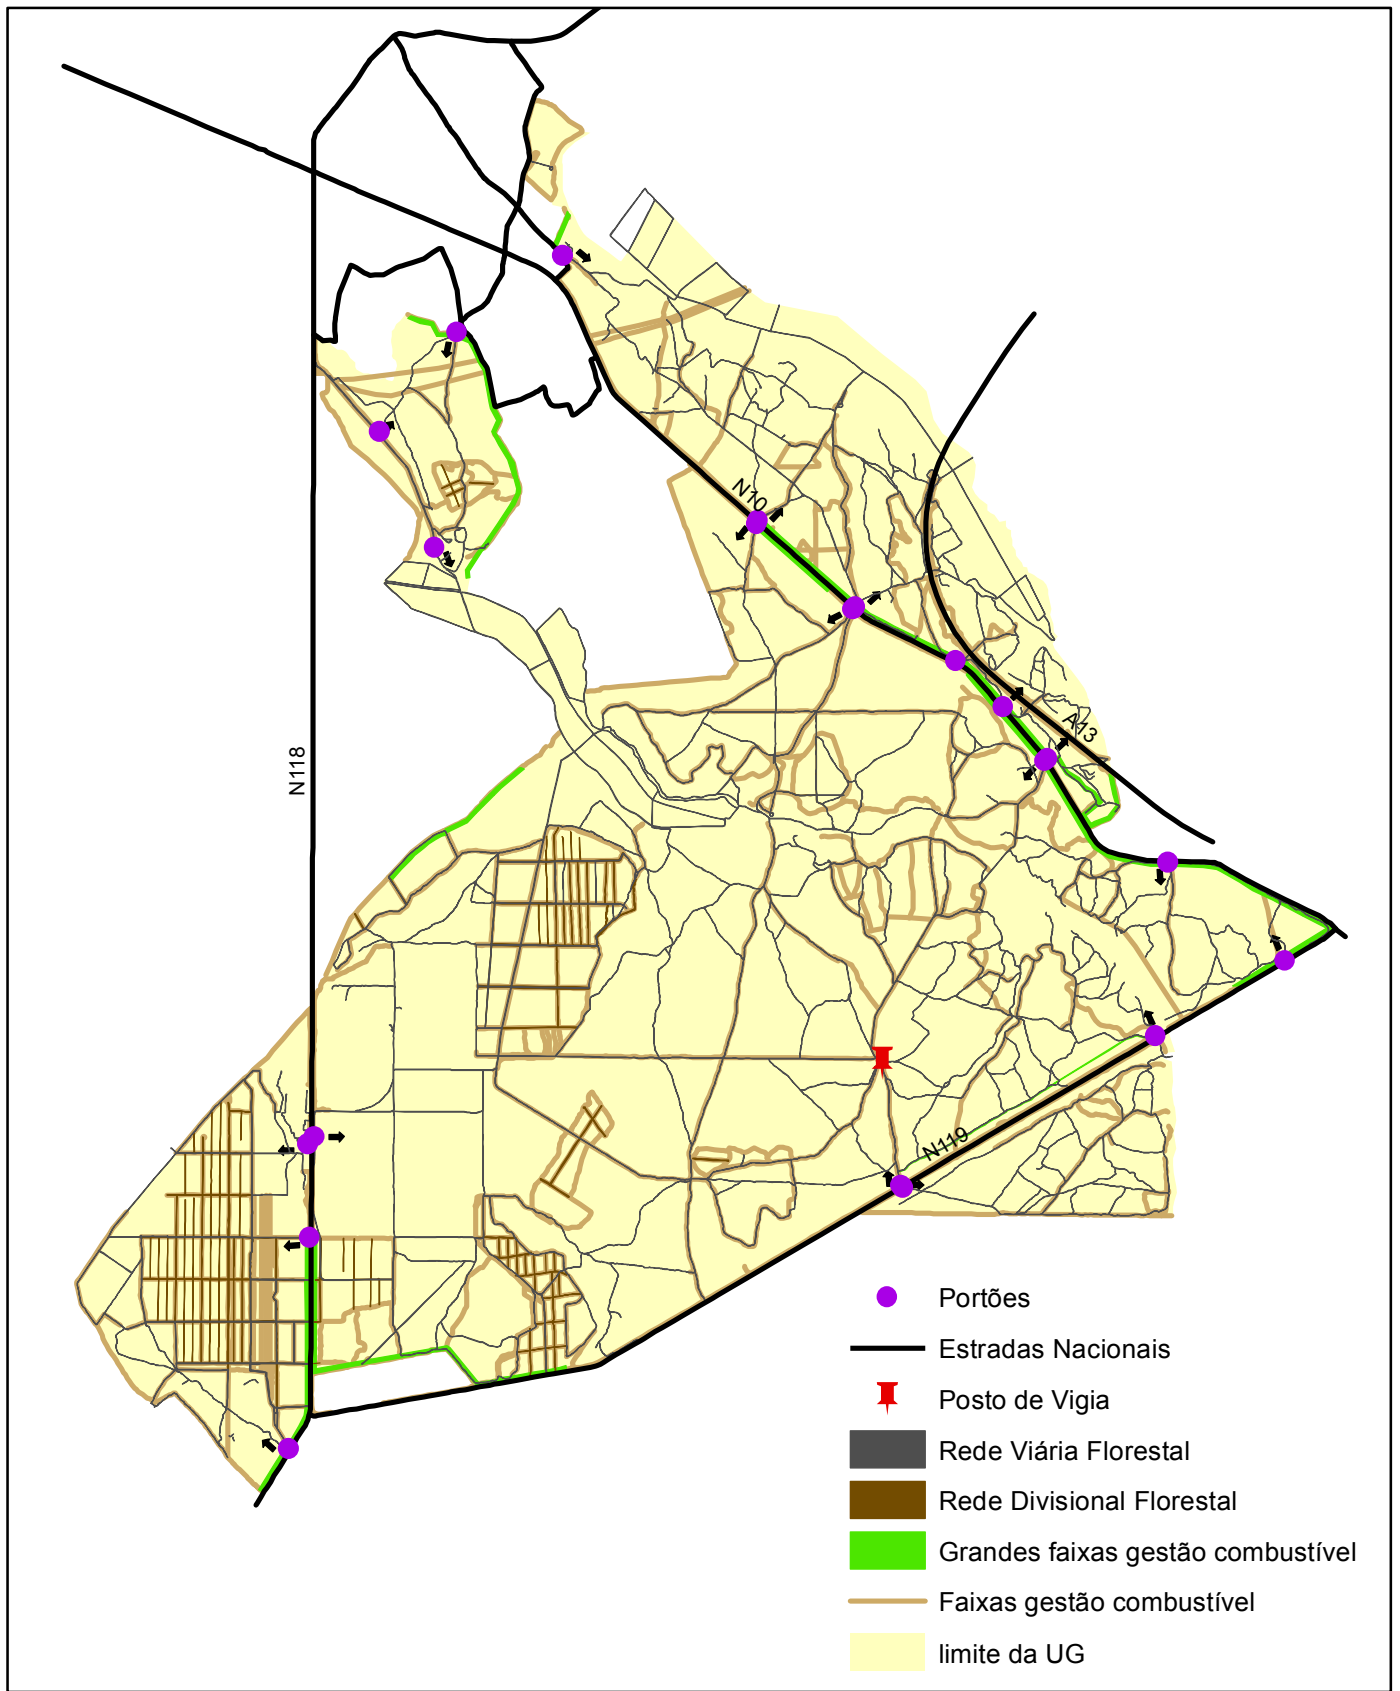 N10
A13
N118
N119
Portões
Estradas Nacionais
Posto de Vigia
Rede Viária Florestal
Rede Divisional Florestal
Grandes faixas gestão combustível
Faixas gestão combustível
limite da UG